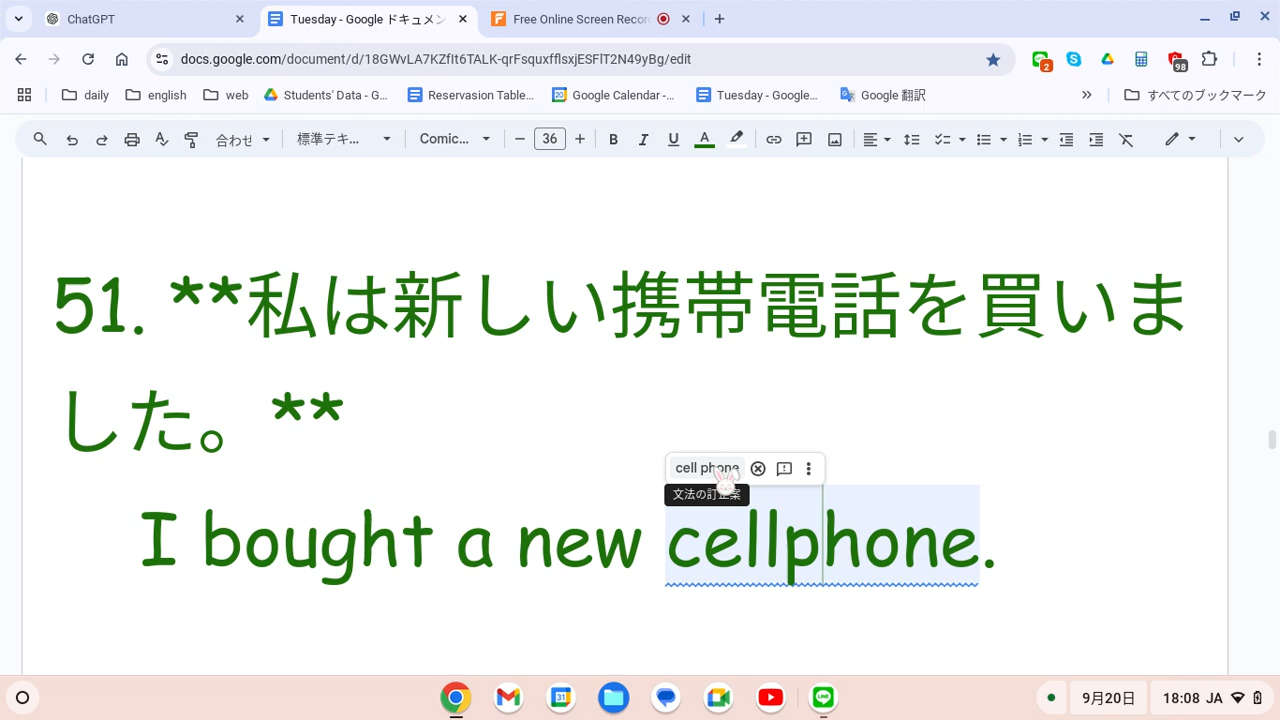 ChatGPT
Tuesday - Google ドキュメン
Free Online Screen Recor
docs.google.com/document/d/
/edit
2
98
daily
english
web
Students' Data - G...
Reservasion Table...
Google Calendar -...
Tuesday - Google...
Google 翻訳
すべてのブックマーク
合わせ
標準テキ...
Comic...
36
B
I
U
A
51. **私は新しい携帯電話を買いま
した。**
cell phone
文法の訂正案
I bought a new cellphone.
31
LINE
9月20日
18:08 JA